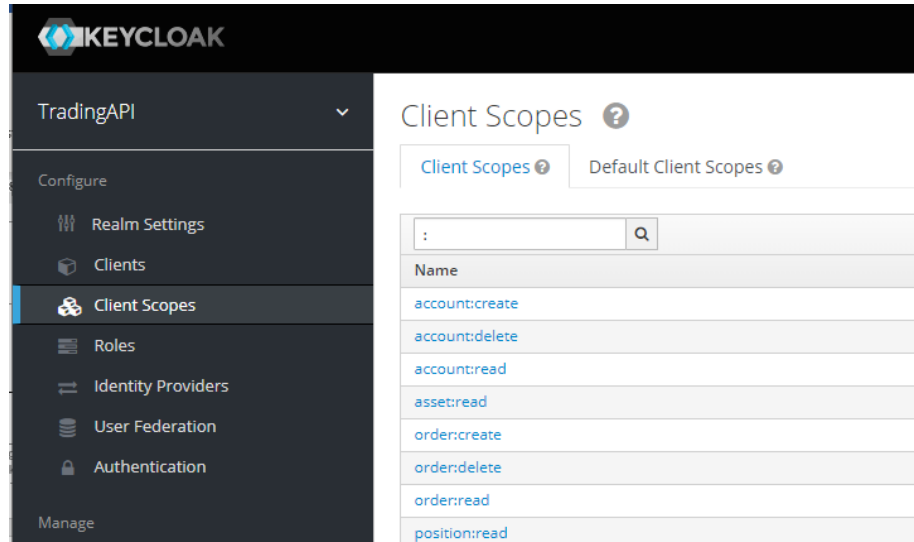 KEYCLOAK
TradingAPI
Configure
Realm Settings
Clients
Client Scopes
Roles
Identity Providers
User Federation
Authentication
Manage
Client Scopes ?
Client Scopes ? Default Client Scopes ?
:
Name
account:create
account:delete
account:read
asset:read
order:create
order:delete
order:read
position:read